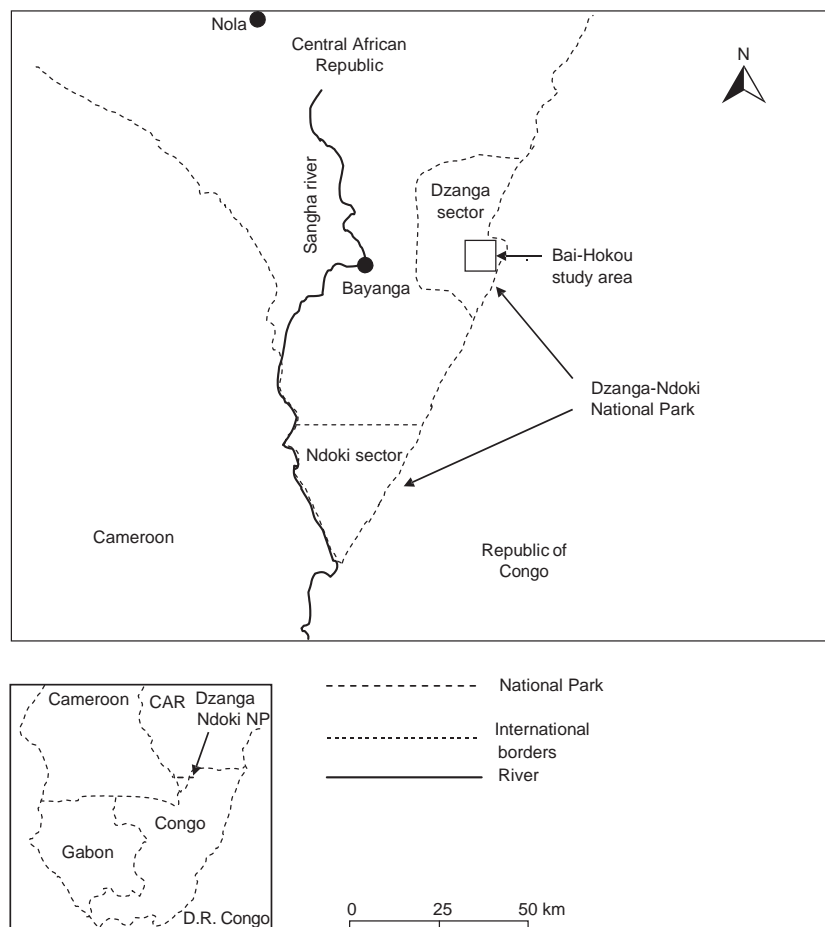 Nola
Central African
Republic
N
Sangha river
Dzanga
sector
Bai-Hokou
study area
Bayanga
Dzanga-Ndoki
National Park
Ndoki sector
Cameroon
Republic of
Congo
Cameroon
CAR
Dzanga
Ndoki NP
Congo
Gabon
D.R. Congo
National Park
International
borders
River
0 25 50 km